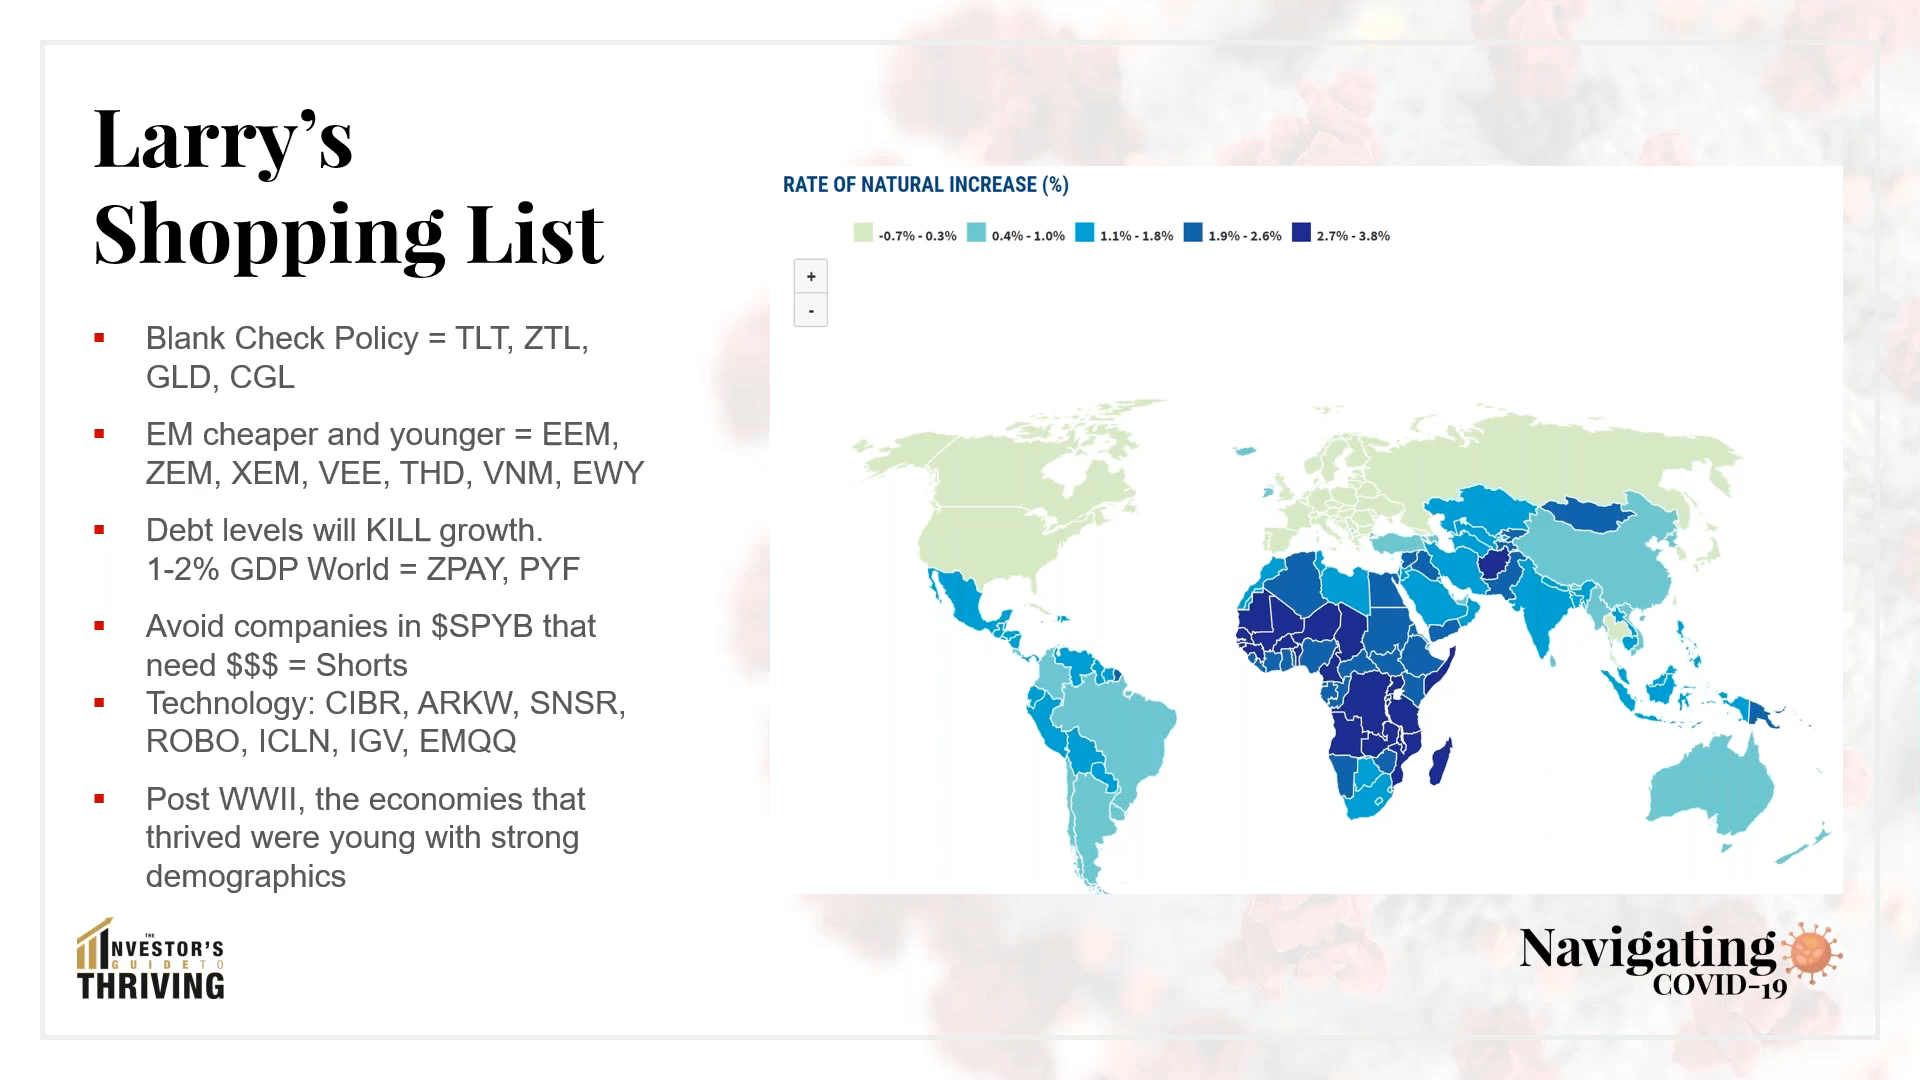 Larry’s
Shopping List
▪ Blank Check Policy = TLT, ZTL,
GLD, CGL
▪ EM cheaper and younger = EEM,
ZEM, XEM, VEE, THD, VNM, EWY
▪ Debt levels will KILL growth.
1-2% GDP World = ZPAY, PYF
▪ Avoid companies in $SPYB that
need $$$ = Shorts
▪ Technology: CIBR, ARKW, SNSR,
ROBO, ICLN, IGV, EMQQ
▪ Post WWII, the economies that
thrived were young with strong
demographics
RATE OF NATURAL INCREASE (%)
-0.7% - 0.3% 0.4% - 1.0% 1.1% - 1.8% 1.9% - 2.6% 2.7% - 3.8%
+
-
THE
INVESTOR'S
GUIDE TO
THRIVING
Navigating
COVID-19